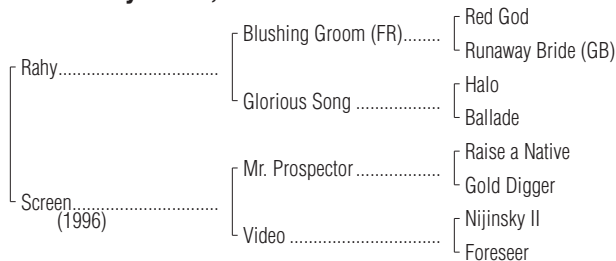 Rahy
Screen
(1996)
Blushing Groom (FR)
Glorious Song
Mr. Prospector
Video
Red God
Runaway Bride (GB)
Halo
Ballade
Raise a Native
Gold Digger
Nijinsky II
Foreseer